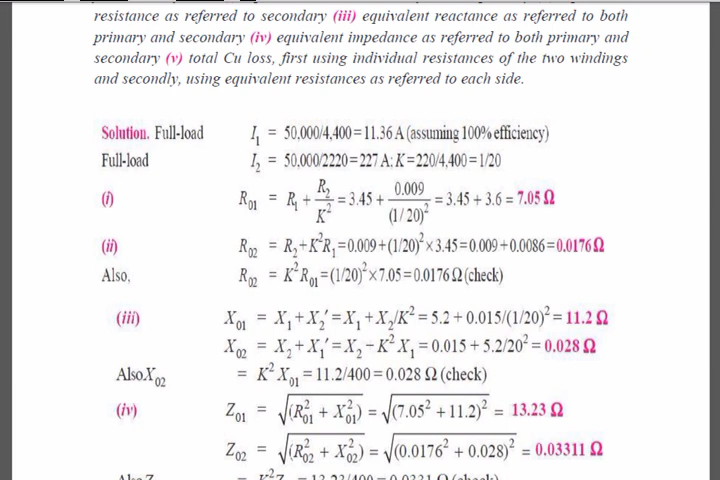 resistance as referred to secondary (iii) equivalent reactance as referred to both
primary and secondary (iv) equivalent impedance as referred to both primary and
secondary (v) total Cu loss, first using individual resistances of the two windings
and secondly, using equivalent resistances as referred to each side.
Solution. Full-load I₁ = 50,000/4,400 = 11.36 A (assuming 100% efficiency)
Full-load I₂ = 50,000/2220 = 227 A; K = 220/4,400 = 1/20
(i) R₀₁ = R₁ + R₂/K² = 3.45 + 0.009/(1/20)² = 3.45 + 3.6 = 7.05 Ω
(ii) R₀₂ = R₂ + K²R₁ = 0.009 + (1/20)² × 3.45 = 0.009 + 0.0086 = 0.0176 Ω
Also, R₀₂ = K²R₀₁ = (1/20)² × 7.05 = 0.0176 Ω (check)
(iii) X₀₁ = X₁ + X₂′ = X₁ + X₂/K² = 5.2 + 0.015/(1/20)² = 11.2 Ω
X₀₂ = X₂ + X₁′ = X₂ − K² X₁ = 0.015 + 5.2/20² = 0.028 Ω
Also X₀₂ = K² X₀₁ = 11.2/400 = 0.028 Ω (check)
(iv) Z₀₁ = √(R₀₁² + X₀₁²) = √(7.05² + 11.2)² = 13.23 Ω
Z₀₂ = √(R₀₂² + X₀₂²) = √(0.0176² + 0.028)² = 0.03311 Ω